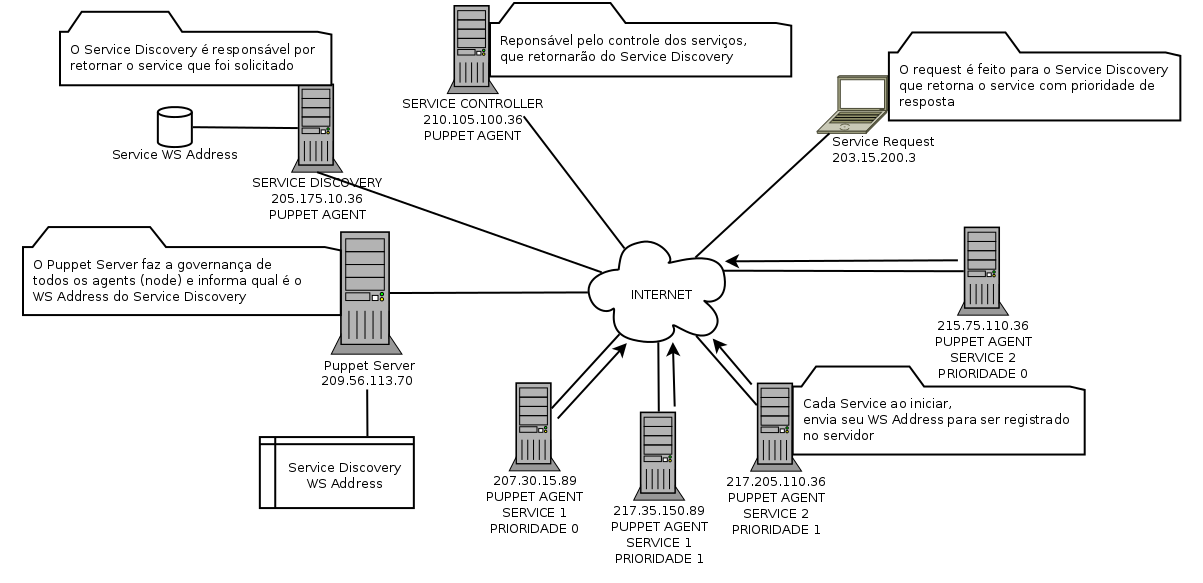 O Service Discovery é responsável por
retornar o service que foi solicitado
Service WS Address
SERVICE DISCOVERY
205.175.10.36
PUPPET AGENT
Reponsável pelo controle dos serviços,
que retornarão do Service Discovery
SERVICE CONTROLLER
210.105.100.36
PUPPET AGENT
O request é feito para o Service Discovery
que retorna o service com prioridade de
resposta
Service Request
203.15.200.3
O Puppet Server faz a governança de
todos os agents (node) e informa qual é o
WS Address do Service Discovery
Puppet Server
209.56.113.70
Service Discovery
WS Address
INTERNET
215.75.110.36
PUPPET AGENT
SERVICE 2
PRIORIDADE 0
Cada Service ao iniciar,
envia seu WS Address para ser registrado
no servidor
207.30.15.89
PUPPET AGENT
SERVICE 1
PRIORIDADE 0
217.35.150.89
PUPPET AGENT
SERVICE 1
PRIORIDADE 1
217.205.110.36
PUPPET AGENT
SERVICE 2
PRIORIDADE 1